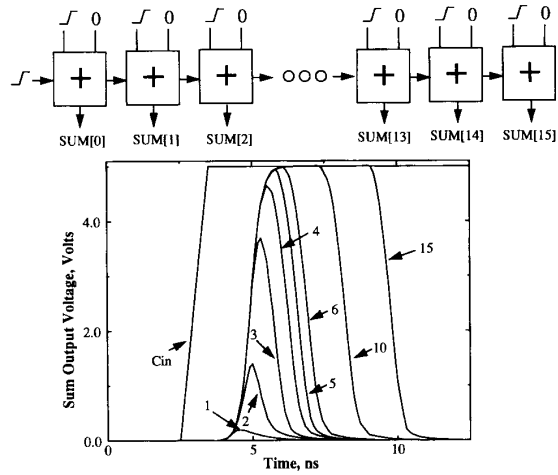 0 0 0 0 0 0
+ + + + + +
SUM[0] SUM[1] SUM[2] SUM[13] SUM[14] SUM[15]
Sum Output Voltage, Volts
4.0
2.0
0.0
Cin
1
2
3
4
6
5
10
15
5 10
Time, ns